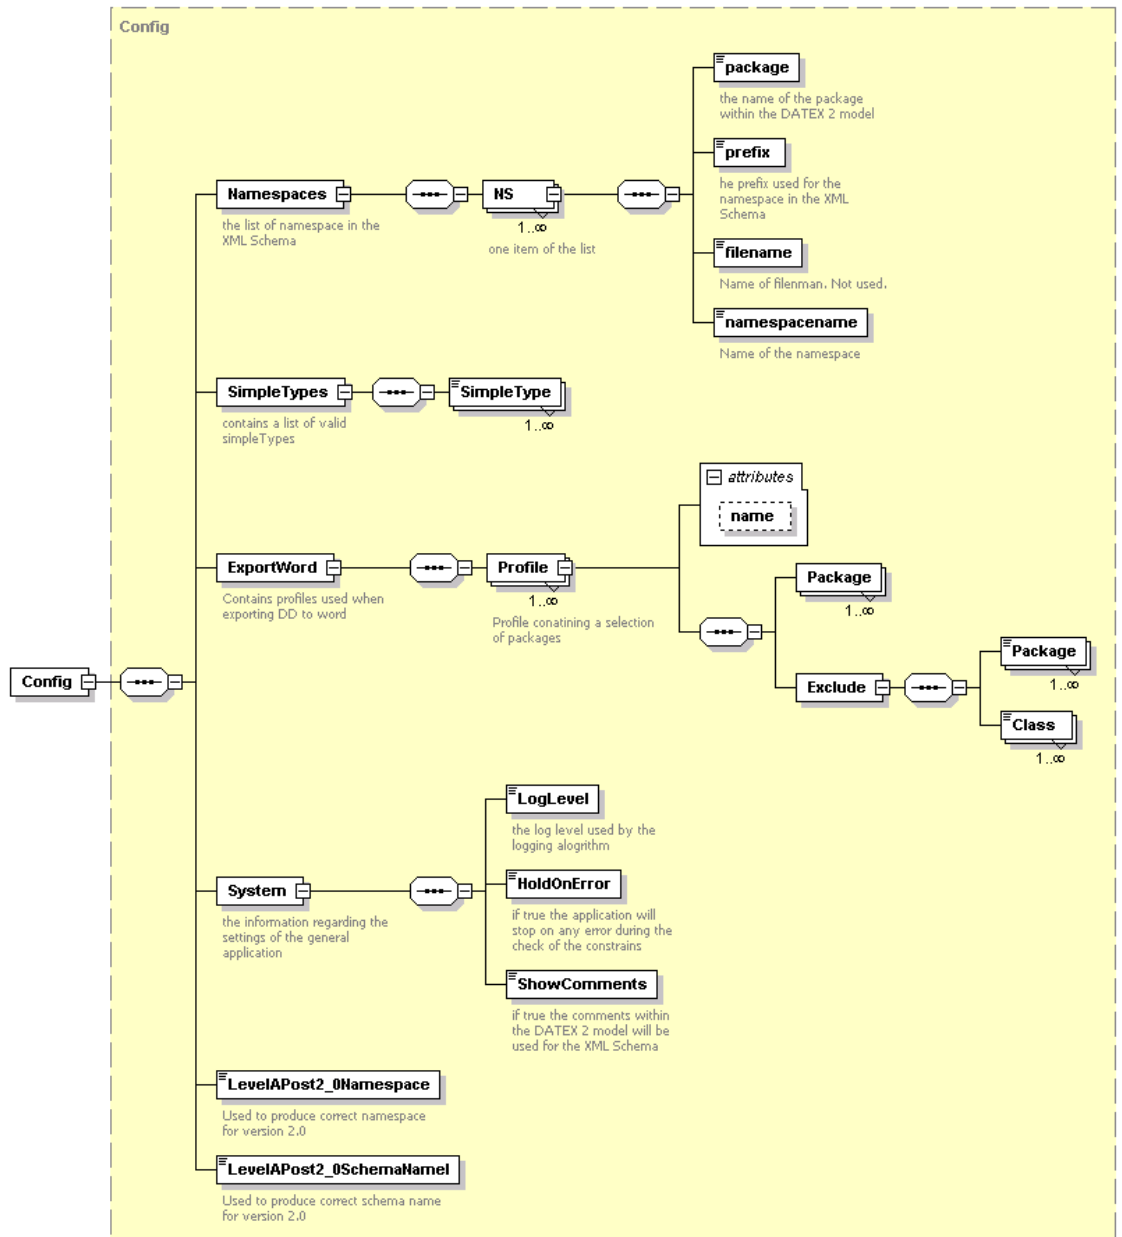 Config
package
the name of the package
within the DATEX 2 model
prefix
he prefix used for the
namespace in the XML
Schema
Namespaces
the list of namespace in the
XML Schema
NS
1..∞
one item of the list
filename
Name of filenman. Not used.
namespacename
Name of the namespace
SimpleTypes
contains a list of valid
simpleTypes
SimpleType
1..∞
attributes
name
ExportWord
Contains profiles used when
exporting DD to word
Profile
1..∞
Profile conatining a selection
of packages
Package
1..∞
Exclude
Package
1..∞
Class
1..∞
Config
LogLevel
the log level used by the
logging alogrithm
System
the information regarding the
settings of the general
application
HoldOnError
if true the application will
stop on any error during the
check of the constrains
ShowComments
if true the comments within
the DATEX 2 model will be
used for the XML Schema
LevelAPost2_0Namespace
Used to produce correct namespace
for version 2.0
LevelAPost2_0SchemaNamel
Used to produce correct schema name
for version 2.0